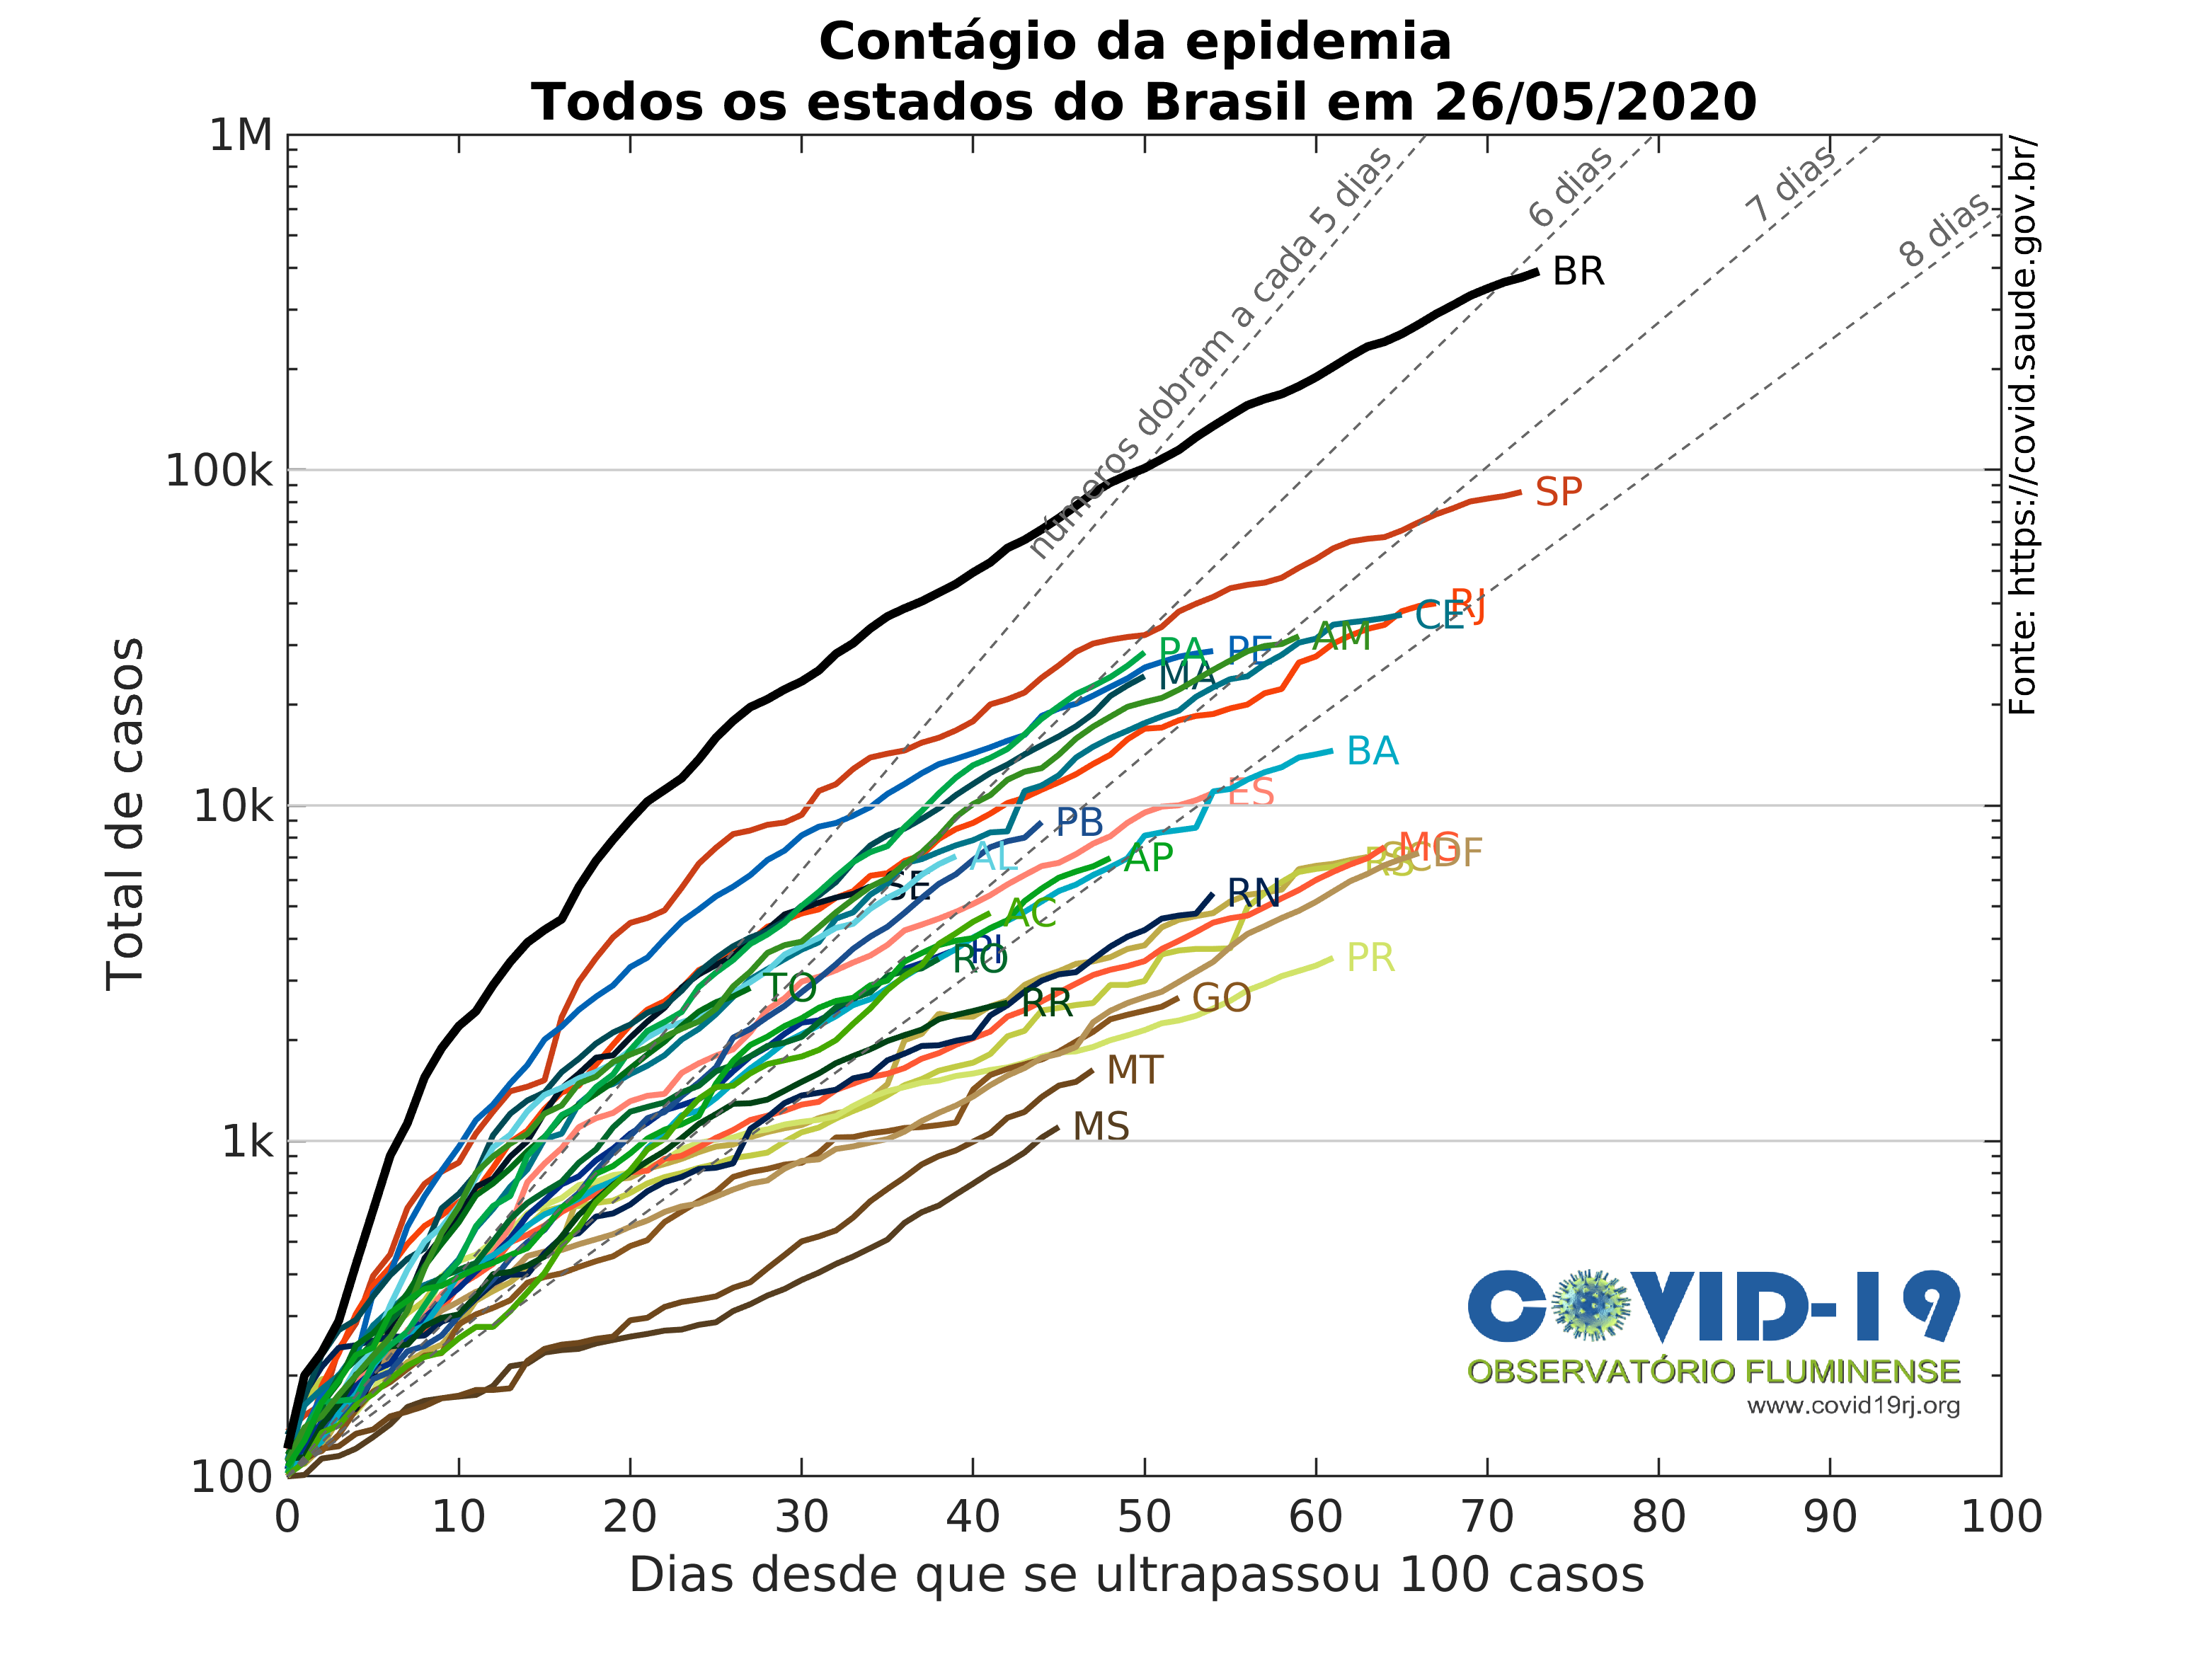 Contágio da epidemia
Todos os estados do Brasil em 26/05/2020
1M
100k
10k
1k
100
Total de casos
0 10 20 30 40 50 60 70 80 90 100
Dias desde que se ultrapassou 100 casos
números dobram a cada 5 dias
6 dias
7 dias
8 dias
Fonte: https://covid.saude.gov.br/
BR
SP
RJ
CE
AM
PE
PA
MA
BA
ES
PB
AL
AP
MG
SC
DF
RS
SE
RN
AC
PI
RO
PR
TO
RR
GO
MT
MS
COVID-19
OBSERVATÓRIO FLUMINENSE
www.covid19rj.org